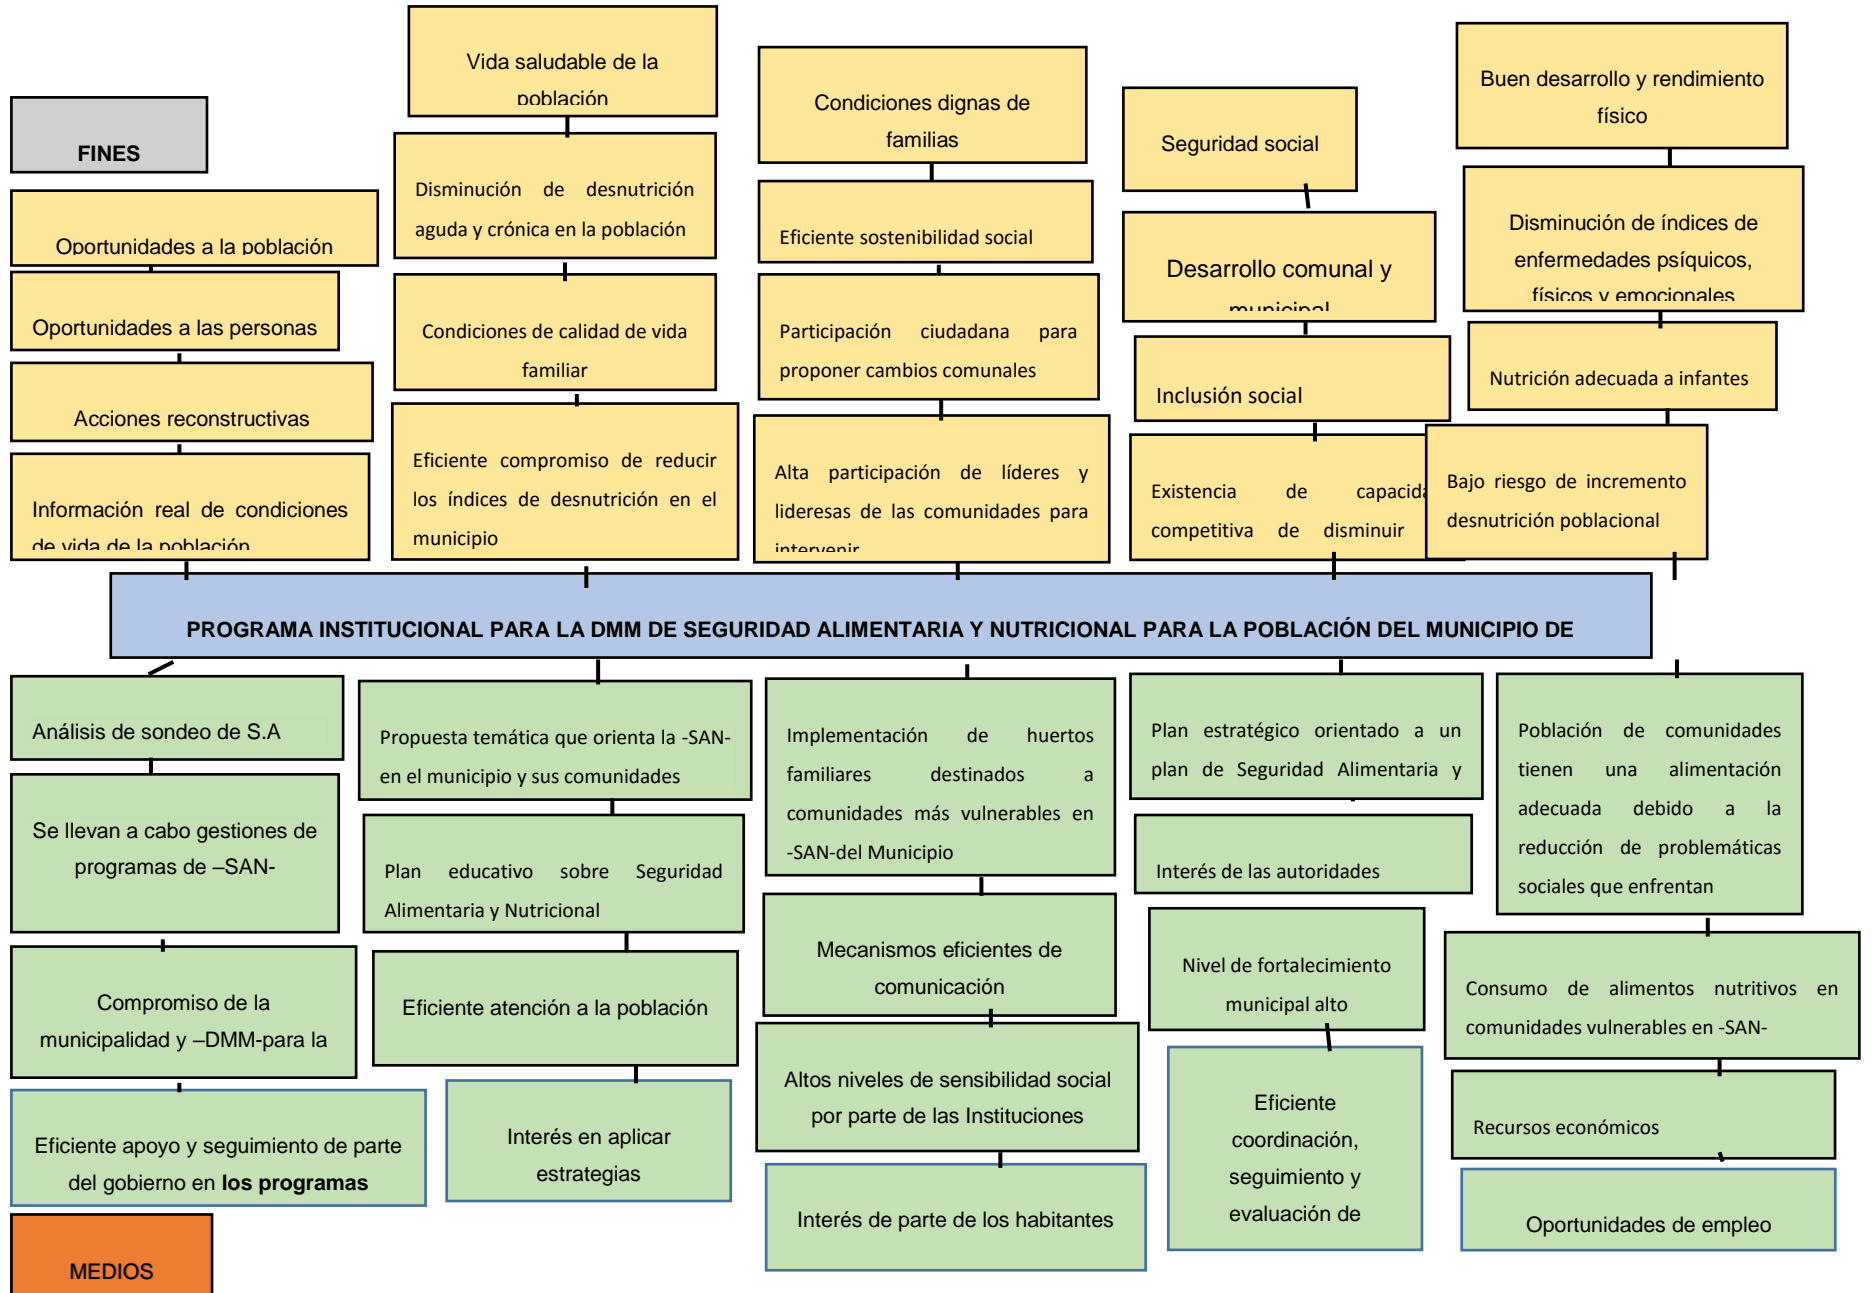 FINES
Oportunidades a la población
Oportunidades a las personas
Acciones reconstructivas
Información real de condiciones
de vida de la población
Vida saludable de la
población
Disminución de desnutrición
aguda y crónica en la población
Condiciones de calidad de vida
familiar
Eficiente compromiso de reducir
los índices de desnutrición en el
municipio
Condiciones dignas de
familias
Eficiente sostenibilidad social
Participación ciudadana para
proponer cambios comunales
Alta participación de líderes y
lideresas de las comunidades para
intervenir
Seguridad social
Desarrollo comunal y
municipal
Inclusión social
Existencia de capacida
competitiva de disminuir
Buen desarrollo y rendimiento
físico
Disminución de índices de
enfermedades psíquicos,
físicos y emocionales
Nutrición adecuada a infantes
Bajo riesgo de incremento
desnutrición poblacional
PROGRAMA INSTITUCIONAL PARA LA DMM DE SEGURIDAD ALIMENTARIA Y NUTRICIONAL PARA LA POBLACIÓN DEL MUNICIPIO DE
Análisis de sondeo de S.A
Se llevan a cabo gestiones de
programas de –SAN-
Compromiso de la
municipalidad y –DMM-para la
Eficiente apoyo y seguimiento de parte
del gobierno en los programas
Propuesta temática que orienta la -SAN-
en el municipio y sus comunidades
Plan educativo sobre Seguridad
Alimentaria y Nutricional
Eficiente atención a la población
Interés en aplicar
estrategias
Implementación de huertos
familiares destinados a
comunidades más vulnerables en
-SAN-del Municipio
Mecanismos eficientes de
comunicación
Altos niveles de sensibilidad social
por parte de las Instituciones
Interés de parte de los habitantes
Plan estratégico orientado a un
plan de Seguridad Alimentaria y
Interés de las autoridades
Nivel de fortalecimiento
municipal alto
Eficiente
coordinación,
seguimiento y
evaluación de
Población de comunidades
tienen una alimentación
adecuada debido a la
reducción de problemáticas
sociales que enfrentan
Consumo de alimentos nutritivos en
comunidades vulnerables en -SAN-
Recursos económicos
Oportunidades de empleo
MEDIOS